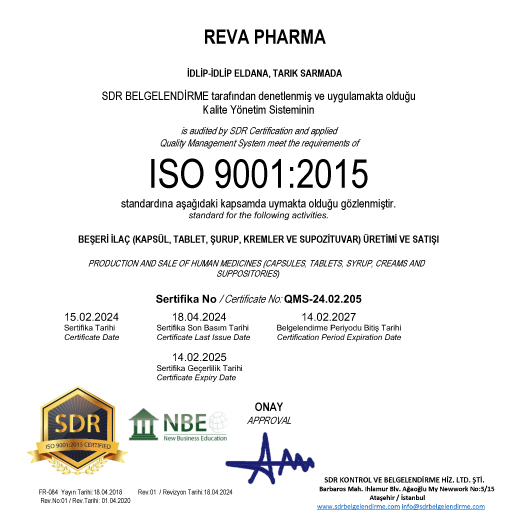 REVA PHARMA
İDLİP-İDLİP ELDANA, TARIK SARMADA
SDR BELGELENDİRME tarafından denetlenmiş ve uygulamakta olduğu
Kalite Yönetim Sisteminin
is audited by SDR Certification and applied
Quality Management System meet the requirements of
ISO 9001:2015
standardına aşağıdaki kapsamda uymakta olduğu gözlenmiştir.
standard for the following activities.
BEŞERİ İLAÇ (KAPSÜL, TABLET, ŞURUP, KREMLER VE SUPOZİTUVAR) ÜRETİMİ VE SATIŞI
PRODUCTION AND SALE OF HUMAN MEDICINES (CAPSULES, TABLETS, SYRUP, CREAMS AND
SUPPOSITORIES)
Sertifika No / Certificate No: QMS-24.02.205
15.02.2024 18.04.2024 14.02.2027
Sertifika Tarihi Sertifika Son Basım Tarihi Belgelendirme Periyodu Bitiş Tarihi
Certificate Date Certificate Last Issue Date Certification Period Expiration Date
14.02.2025
Sertifika Geçerlilik Tarihi
Certificate Expiry Date
SDR
ISO 9001:2015 CERTIFIED
NBE
New Business Education
ONAY
APPROVAL
SDR KONTROL VE BELGELENDİRME HİZ. LTD. ŞTİ.
Barbaros Mah. Ihlamur Blv. Ağaoğlu My Newwork No:5/15
Ataşehir / İstanbul
www.sdrbelgelendirme.com info@sdrbelgelendirme.com
FR-084 Yayın Tarihi:18.04.2018 Rev.01 / Revizyon Tarihi:18.04.2024
Rev.No:01 / Rev.Tarihi: 01.04.2020